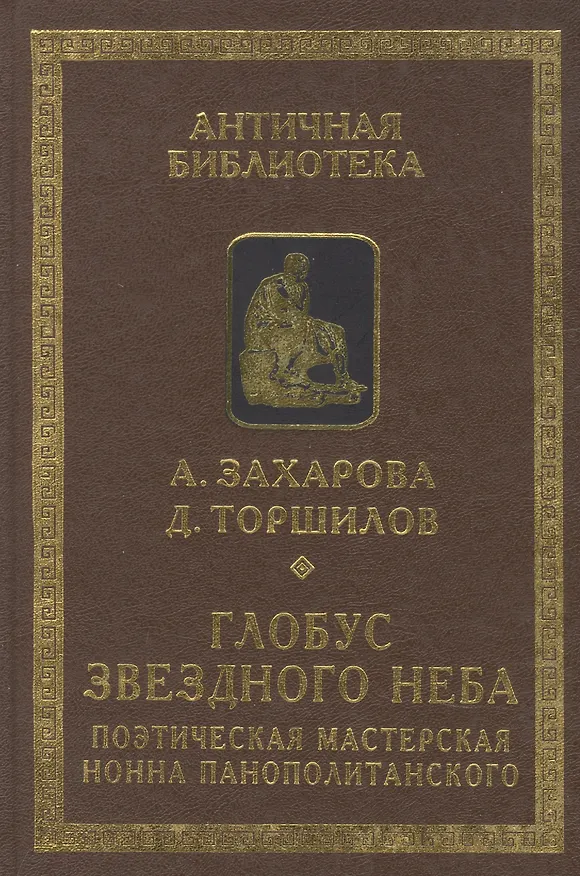 АНТИЧНАЯ
БИБЛИОТЕКА
А. ЗАХАРОВА
Д. ТОРШИЛОВ
ГЛОБУС
ЗВЕЗДНОГО НЕБА
ПОЭТИЧЕСКАЯ МАСТЕРСКАЯ
НОННА ПАНОПОЛИТАНСКОГО